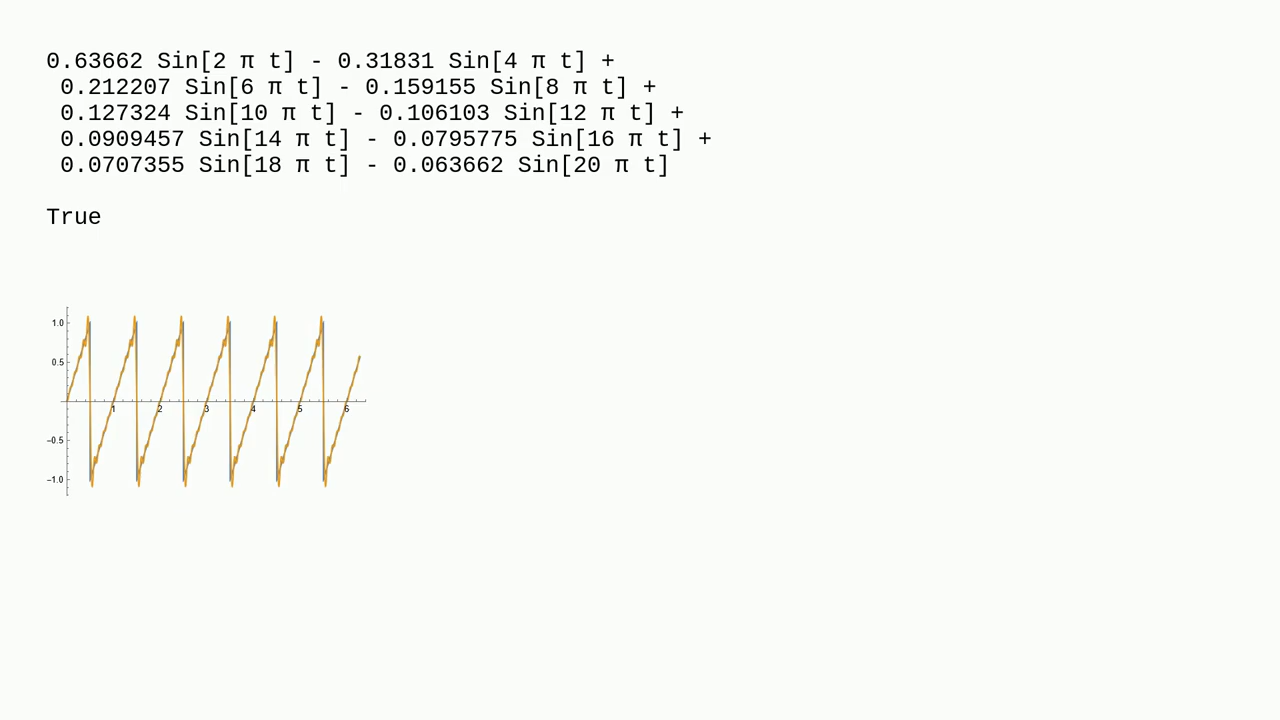 0.63662 Sin[2 π t] - 0.31831 Sin[4 π t] +
0.212207 Sin[6 π t] - 0.159155 Sin[8 π t] +
0.127324 Sin[10 π t] - 0.106103 Sin[12 π t] +
0.0909457 Sin[14 π t] - 0.0795775 Sin[16 π t] +
0.0707355 Sin[18 π t] - 0.063662 Sin[20 π t]
True
1.0
0.5
1 2 3 4 5 6
−0.5
−1.0